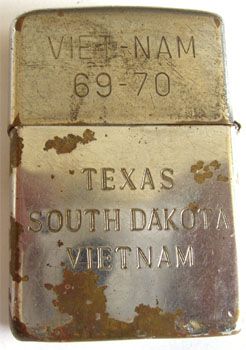 VIET-NAM
69-70
TEXAS
SOUTH DAKOTA
VIETNAM